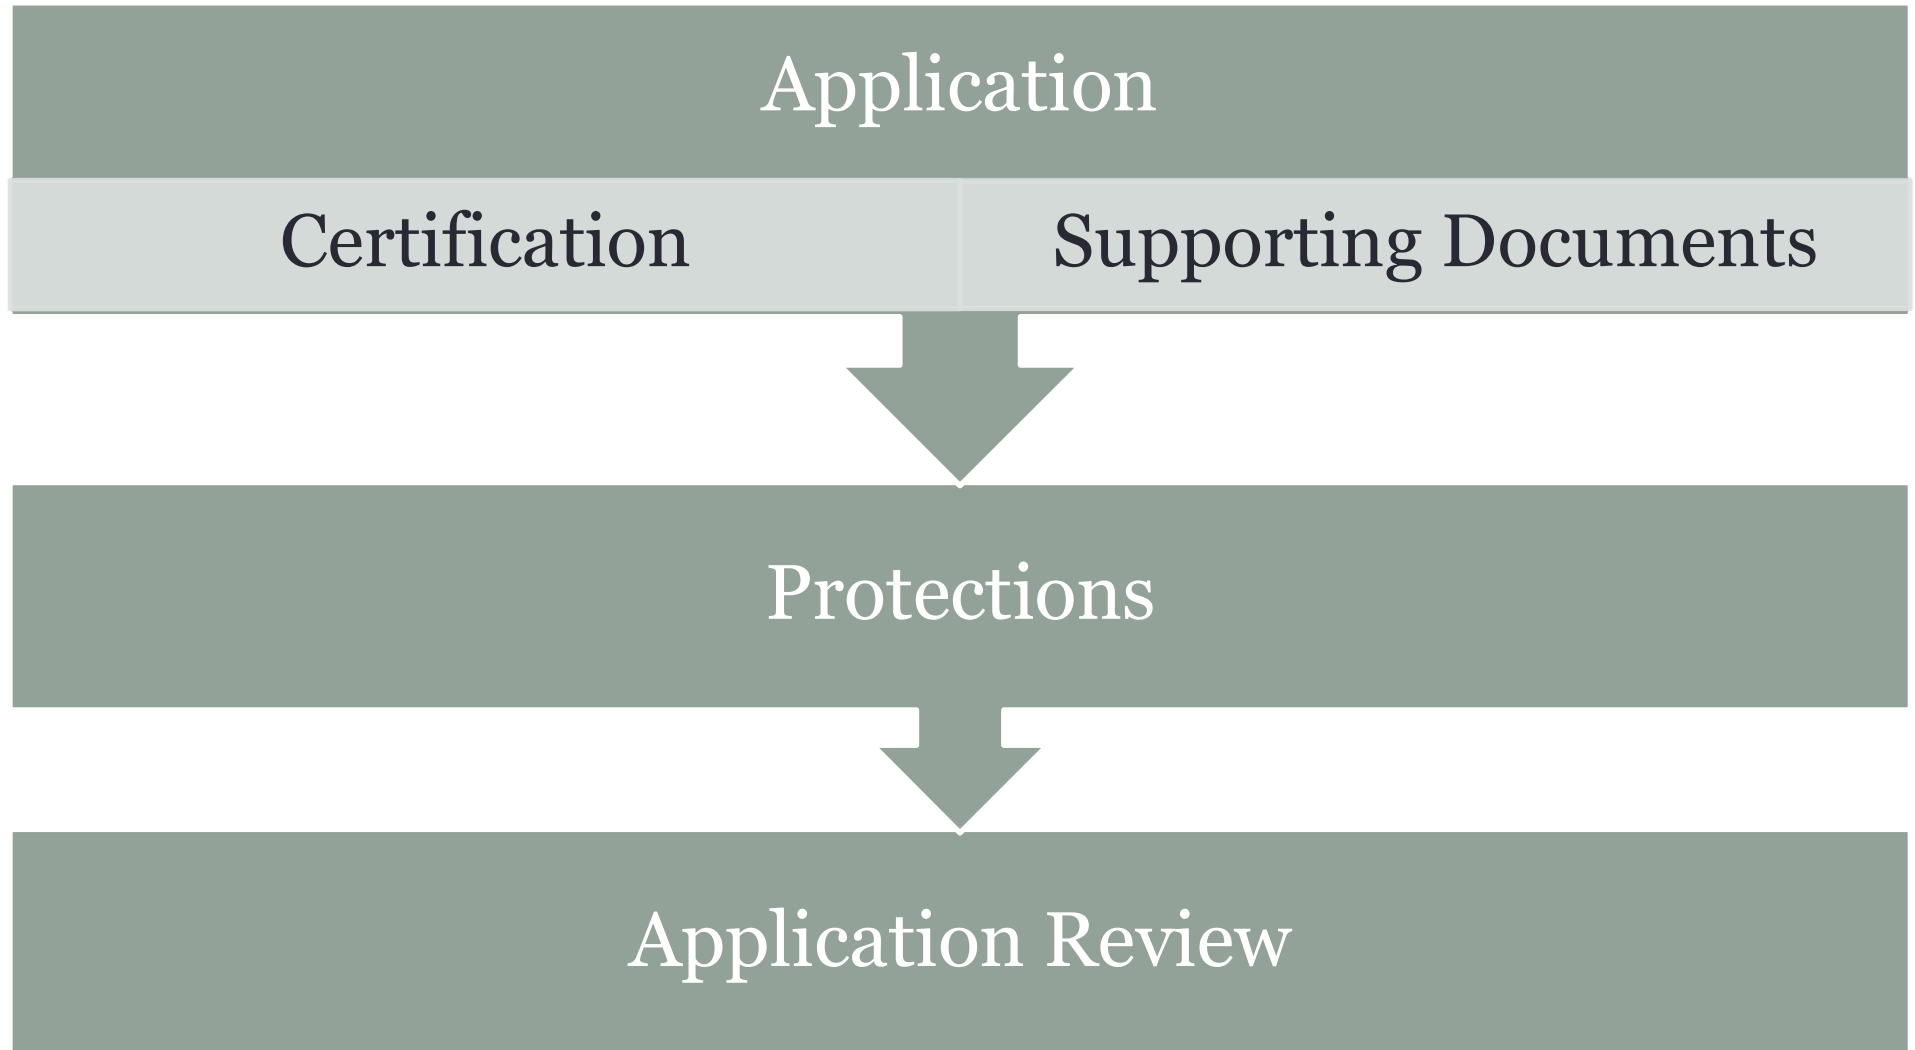 Application
Certification
Supporting Documents
Protections
Application Review